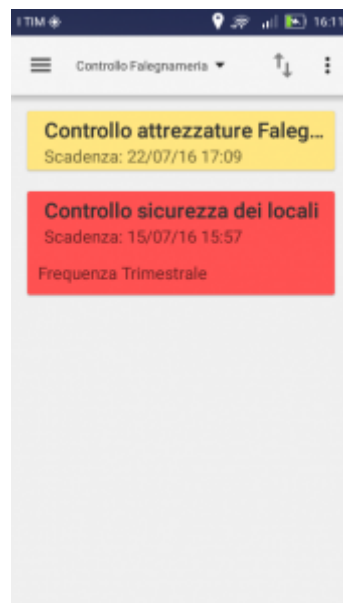 I TIM
16:11
Controllo Falegnameria
Controllo attrezzature Faleg...
Scadenza: 22/07/16 17:09
Controllo sicurezza dei locali
Scadenza: 15/07/16 15:57
Frequenza Trimestrale